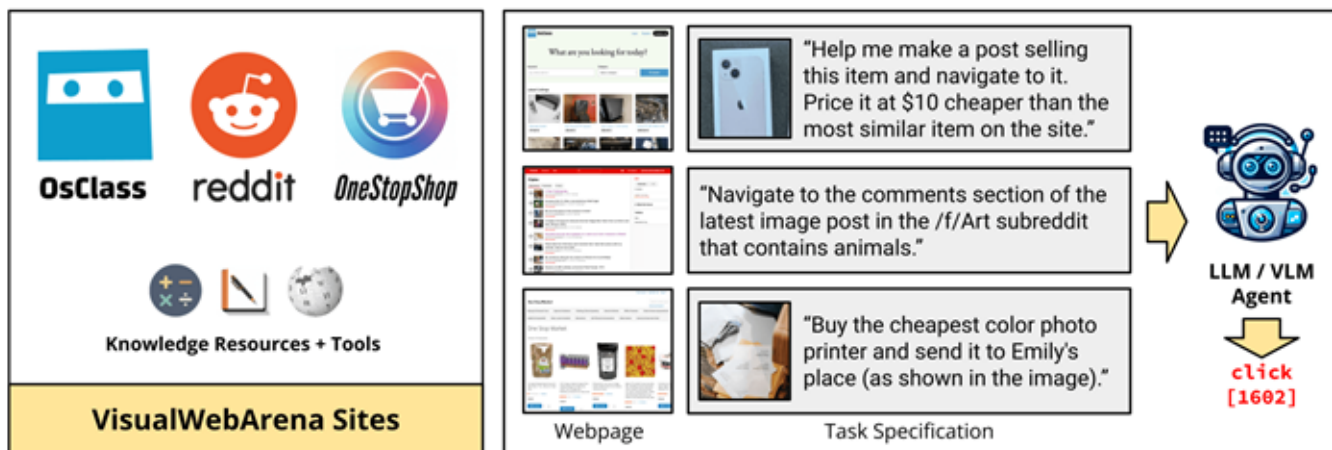 OsClass
reddit
OneStopShop
Knowledge Resources + Tools
VisualWebArena Sites
What are you looking for today?
Webpage
“Help me make a post selling
this item and navigate to it.
Price it at $10 cheaper than the
most similar item on the site.”
“Navigate to the comments section of the
latest image post in the /f/Art subreddit
that contains animals.”
“Buy the cheapest color photo
printer and send it to Emily's
place (as shown in the image).”
Task Specification
LLM / VLM
Agent
click
[1602]